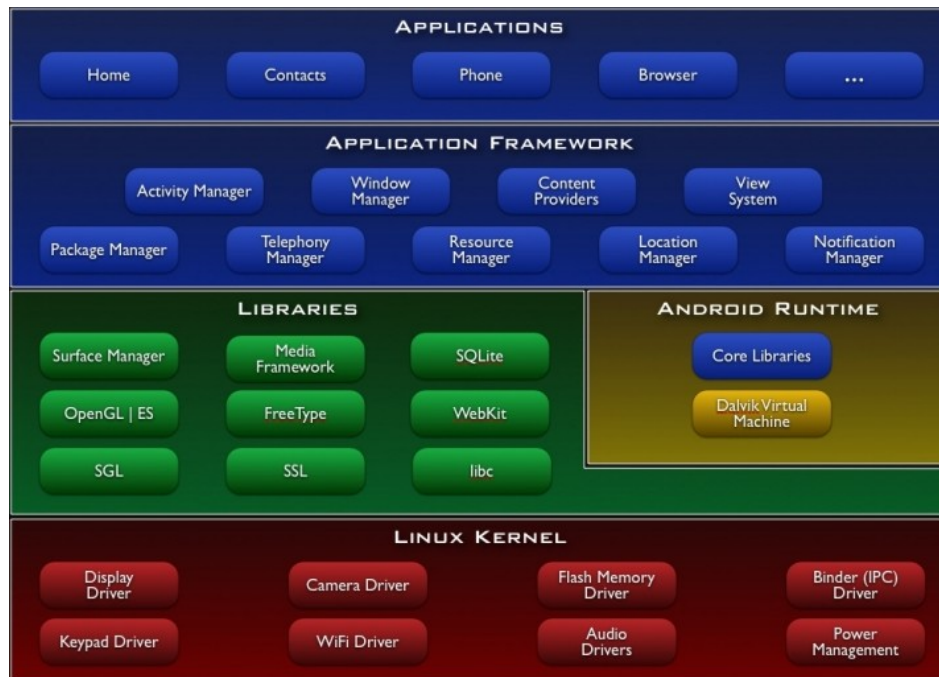 APPLICATIONS
Home
Contacts
Phone
Browser
...
APPLICATION FRAMEWORK
Activity Manager
Window
Manager
Content
Providers
View
System
Package Manager
Telephony
Manager
Resource
Manager
Location
Manager
Notification
Manager
LIBRARIES
Surface Manager
Media
Framework
SQLite
OpenGL | ES
FreeType
WebKit
SGL
SSL
libc
ANDROID RUNTIME
Core Libraries
Dalvik Virtual
Machine
LINUX KERNEL
Display
Driver
Camera Driver
Flash Memory
Driver
Binder (IPC)
Driver
Keypad Driver
WiFi Driver
Audio
Drivers
Power
Management